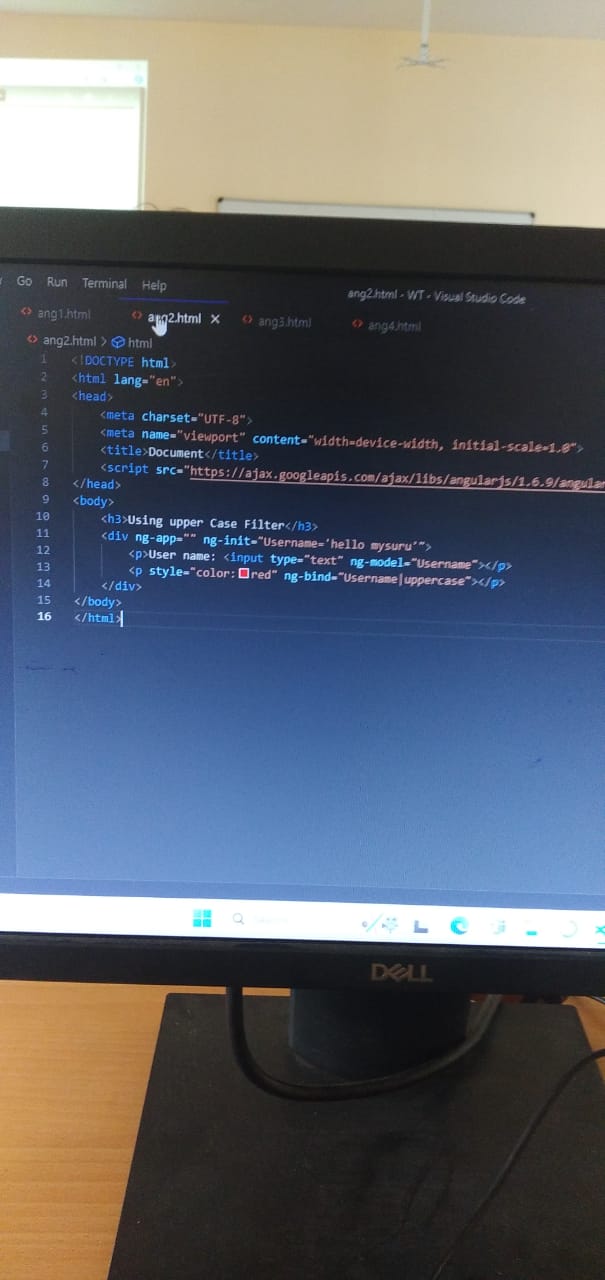 Go Run Terminal Help
ang2.html - WT - Visual Studio Code
ang1.html ang2.html ang3.html ang4.html
ang2.html > html
1 <!DOCTYPE html>
2 <html lang="en">
3 <head>
4 <meta charset="UTF-8">
5 <meta name="viewport" content="width=device-width, initial-scale=1.0">
6 <title>Document</title>
7 <script src="https://ajax.googleapis.com/ajax/libs/angularjs/1.6.9/angular
8 </head>
9 <body>
10 <h3>Using upper Case Filter</h3>
11 <div ng-app="" ng-init="Username='hello mysuru'">
12 <p>User name: <input type="text" ng-model="Username"></p>
13 <p style="color:red" ng-bind="Username|uppercase"></p>
14 </div>
15 </body>
16 </html>
DELL